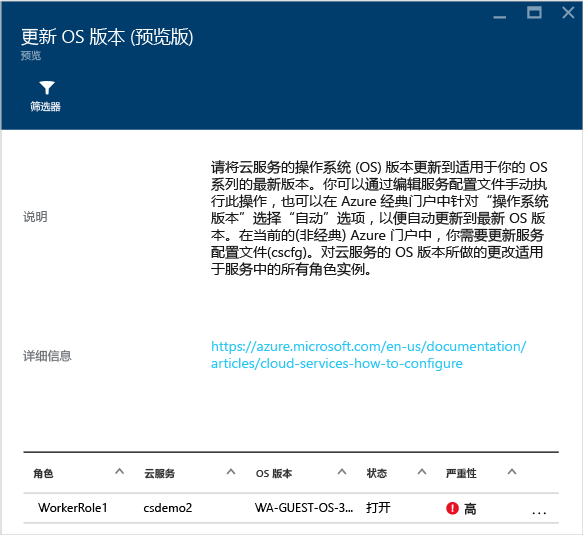 更新 OS 版本 (预览版)
预览
筛选器
说明
请将云服务的操作系统 (OS) 版本更新到适用于你的 OS
系列的最新版本。你可以通过编辑服务配置文件手动执
行此操作，也可以在 Azure 经典门户中针对“操作系统
版本”选择“自动”选项，以便自动更新到最新 OS 版
本。在当前的(非经典) Azure 门户中，你需要更新服务
配置文件(cscfg)。对云服务的 OS 版本所做的更改适用
于服务中的所有角色实例。
详细信息
https://azure.microsoft.com/en-us/documentation/
articles/cloud-services-how-to-configure
角色 云服务 OS 版本 状态 严重性
WorkerRole1 csdemo2 WA-GUEST-OS-3... 打开 高 ...